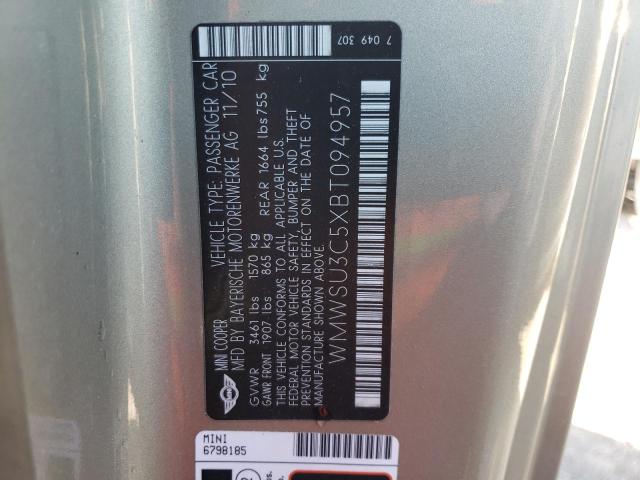 MINI COOPER VEHICLE TYPE: PASSENGER CAR
MFD BY BAYERISCHE MOTORENWERKE AG 11/10
GVWR 3461 lbs 1570 kg
GAWR FRONT 1907 lbs 865 kg REAR 1664 lbs 755 kg
THIS VEHICLE CONFORMS TO ALL APPLICABLE U.S.
FEDERAL MOTOR VEHICLE SAFETY, BUMPER AND THEFT
PREVENTION STANDARDS IN EFFECT ON THE DATE OF
MANUFACTURE SHOWN ABOVE.
WMWSU3C5XBT094957
7 049 307
MINI
6798185